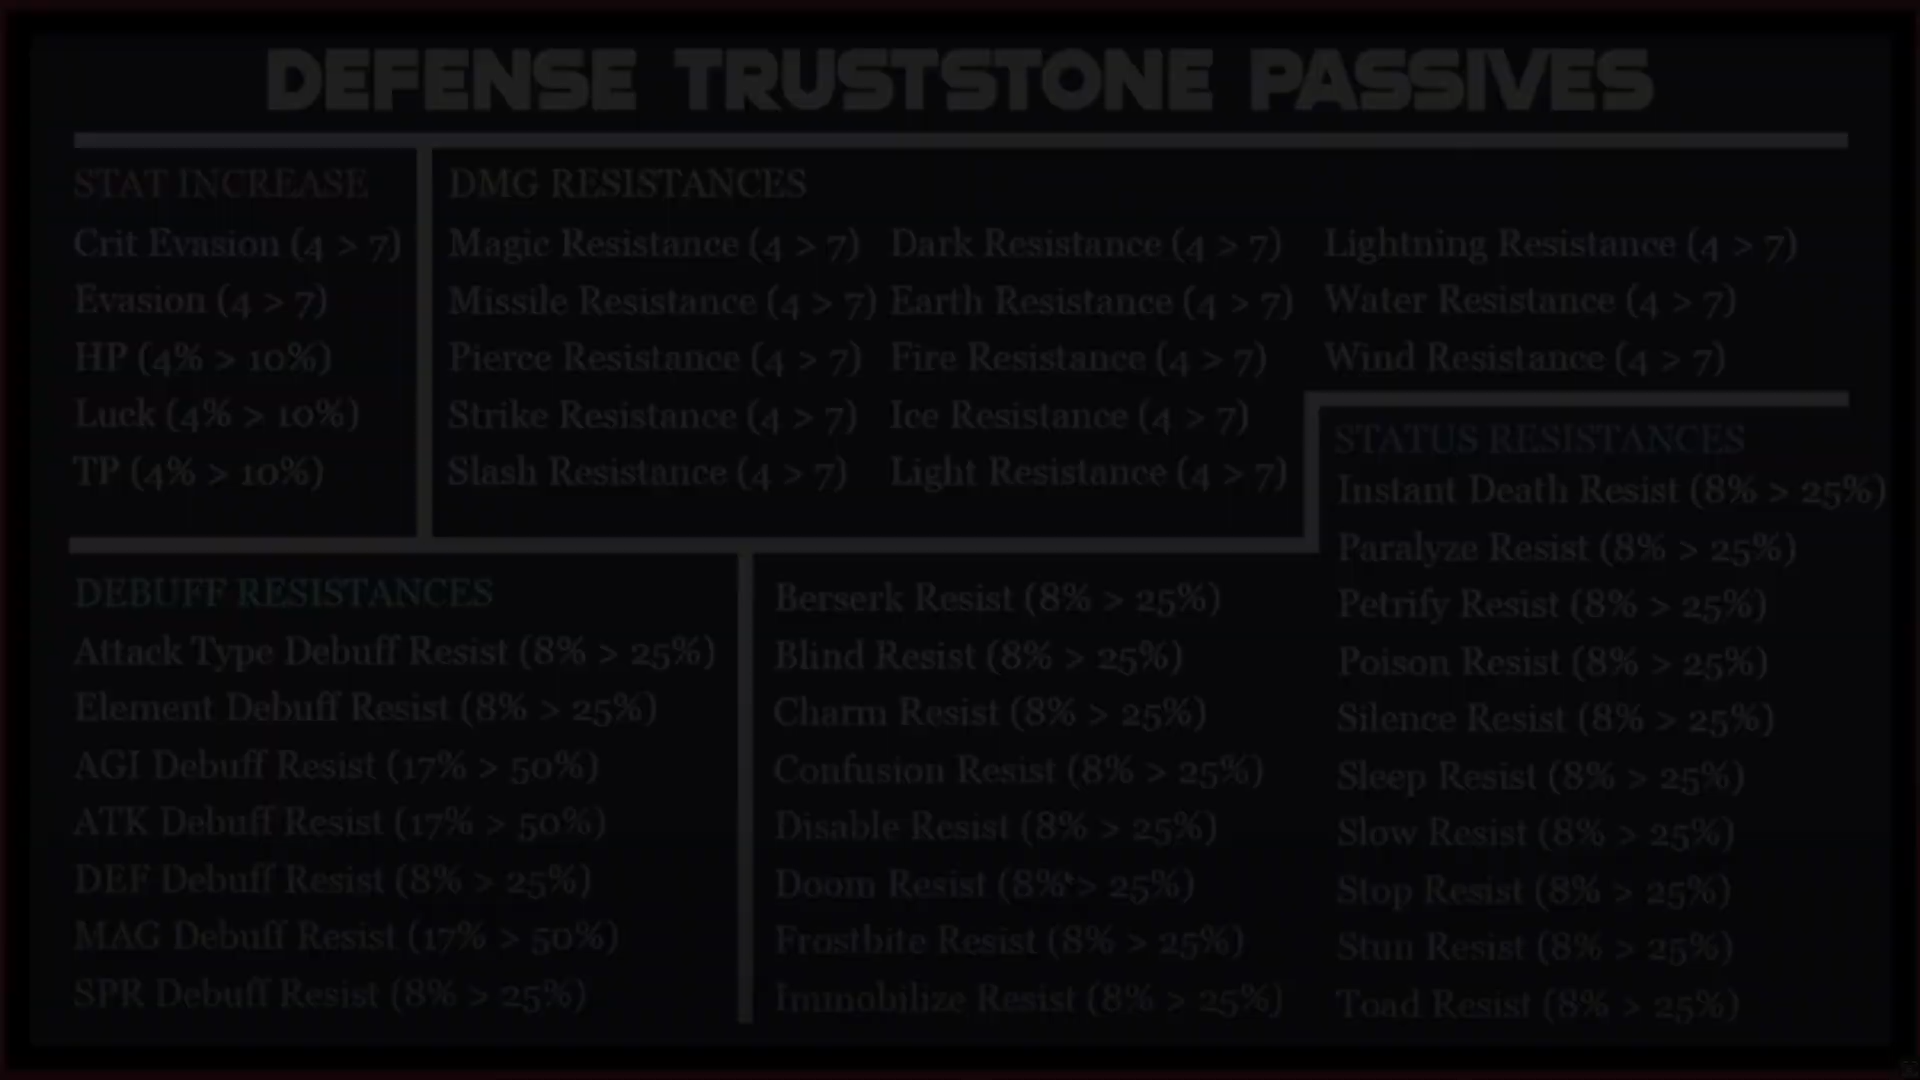 DEFENSE TRUSTSTONE PASSIVES
STAT INCREASE
Crit Evasion (4 > 7)
Evasion (4 > 7)
HP (4% > 10%)
Luck (4% > 10%)
TP (4% > 10%)
DMG RESISTANCES
Magic Resistance (4 > 7)
Missile Resistance (4 > 7)
Pierce Resistance (4 > 7)
Strike Resistance (4 > 7)
Slash Resistance (4 > 7)
Dark Resistance (4 > 7)
Earth Resistance (4 > 7)
Fire Resistance (4 > 7)
Ice Resistance (4 > 7)
Light Resistance (4 > 7)
Lightning Resistance (4 > 7)
Water Resistance (4 > 7)
Wind Resistance (4 > 7)
DEBUFF RESISTANCES
Attack Type Debuff Resist (8% > 25%)
Element Debuff Resist (8% > 25%)
AGI Debuff Resist (17% > 50%)
ATK Debuff Resist (17% > 50%)
DEF Debuff Resist (8% > 25%)
MAG Debuff Resist (17% > 50%)
SPR Debuff Resist (8% > 25%)
STATUS RESISTANCES
Berserk Resist (8% > 25%)
Blind Resist (8% > 25%)
Charm Resist (8% > 25%)
Confusion Resist (8% > 25%)
Disable Resist (8% > 25%)
Doom Resist (8% > 25%)
Frostbite Resist (8% > 25%)
Immobilize Resist (8% > 25%)
Instant Death Resist (8% > 25%)
Paralyze Resist (8% > 25%)
Petrify Resist (8% > 25%)
Poison Resist (8% > 25%)
Silence Resist (8% > 25%)
Sleep Resist (8% > 25%)
Slow Resist (8% > 25%)
Stop Resist (8% > 25%)
Stun Resist (8% > 25%)
Toad Resist (8% > 25%)